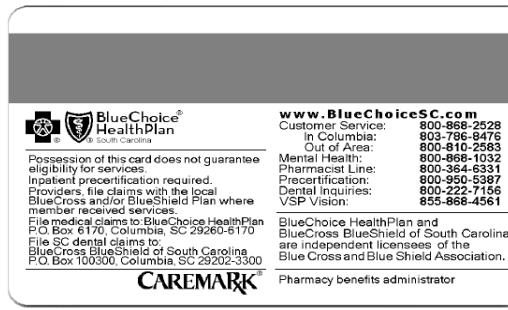 BlueChoice®
HealthPlan
® ® South Carolina
Possession of this card does not guarantee
eligibility for services.
Inpatient precertification required.
Providers, file claims with the local
BlueCross and/or BlueShield Plan where
member received services.
File medical claims to: BlueChoice HealthPlan
P.O. Box 6170, Columbia, SC 29260-6170
File SC dental claims to:
BlueCross BlueShield of South Carolina
P.O. Box 100300, Columbia, SC 29202-3300
CAREMARK®
www.BlueChoiceSC.com
Customer Service: 800-868-2528
In Columbia: 803-786-8476
Out of Area: 800-810-2583
Mental Health: 800-868-1032
Pharmacist Line: 800-364-6331
Precertification: 800-950-5387
Dental Inquiries: 800-222-7156
VSP Vision: 855-868-4561
BlueChoice HealthPlan and
BlueCross BlueShield of South Carolina
are independent licensees of the
Blue Cross and Blue Shield Association.
Pharmacy benefits administrator